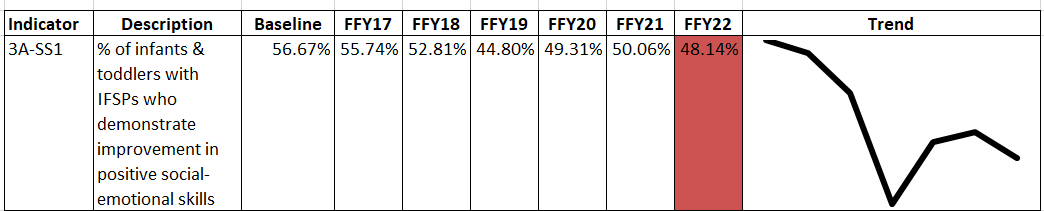 Indicator Description Baseline FFY17 FFY18 FFY19 FFY20 FFY21 FFY22 Trend
3A-SS1 % of infants & 56.67% 55.74% 52.81% 44.80% 49.31% 50.06% 48.14%
toddlers with
IFSPs who
demonstrate
improvement in
positive social-
emotional skills